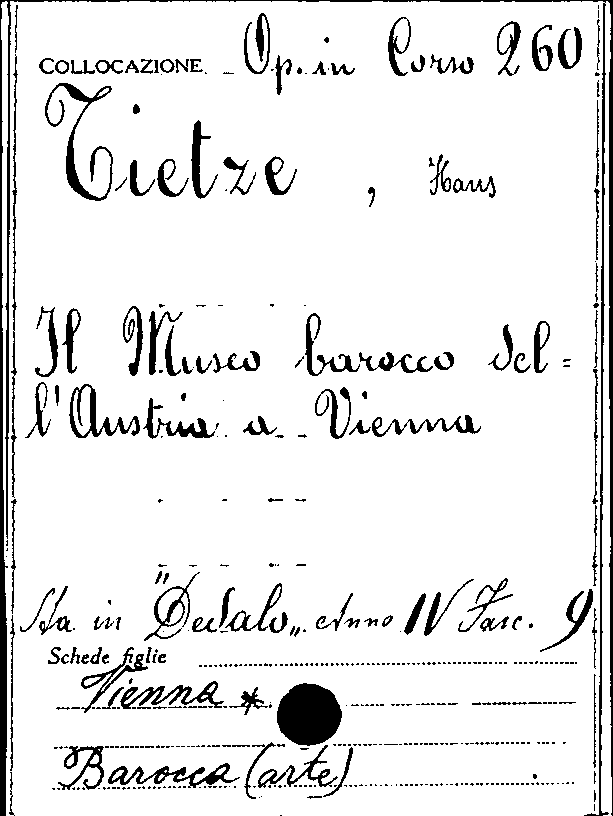 COLLOCAZIONE Op. in Corso 260
Tietze, Hans
Il Museo barocco del=
l'Austria a Vienna
Sta in "Dedalo„ Anno IV Fasc. 9
Schede figlie
Vienna *
Barocca (arte)